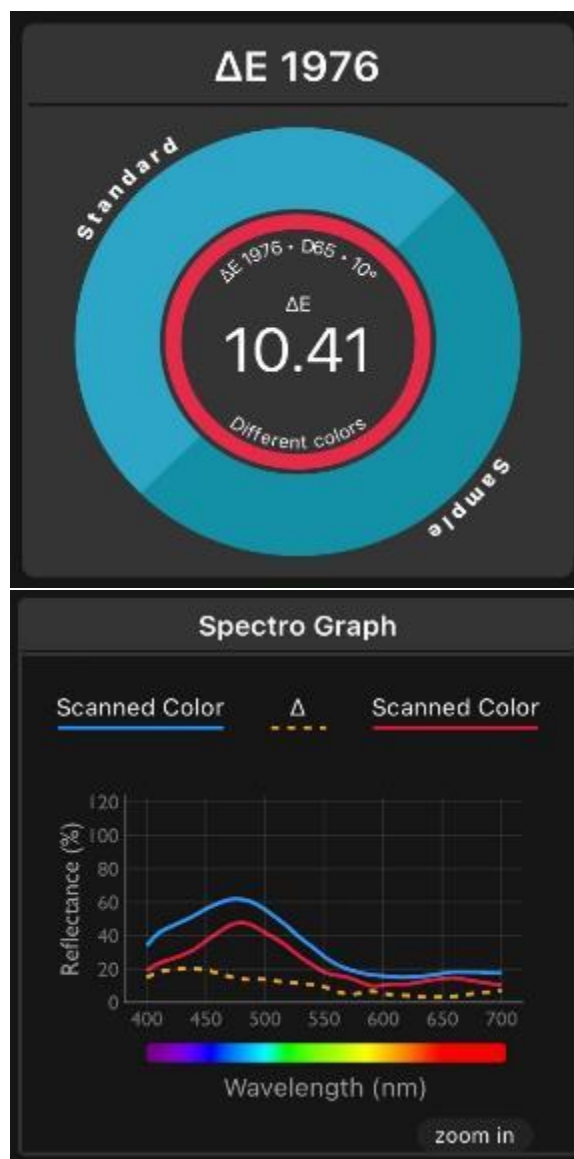 ΔE 1976
Standard
ΔE 1976 • D65 • 10°
ΔE
10.41
Different colors
Sample
Spectro Graph
Scanned Color Δ Scanned Color
Reflectance (%)
120
100
80
60
40
20
0
400 450 500 550 600 650 700
Wavelength (nm)
zoom in